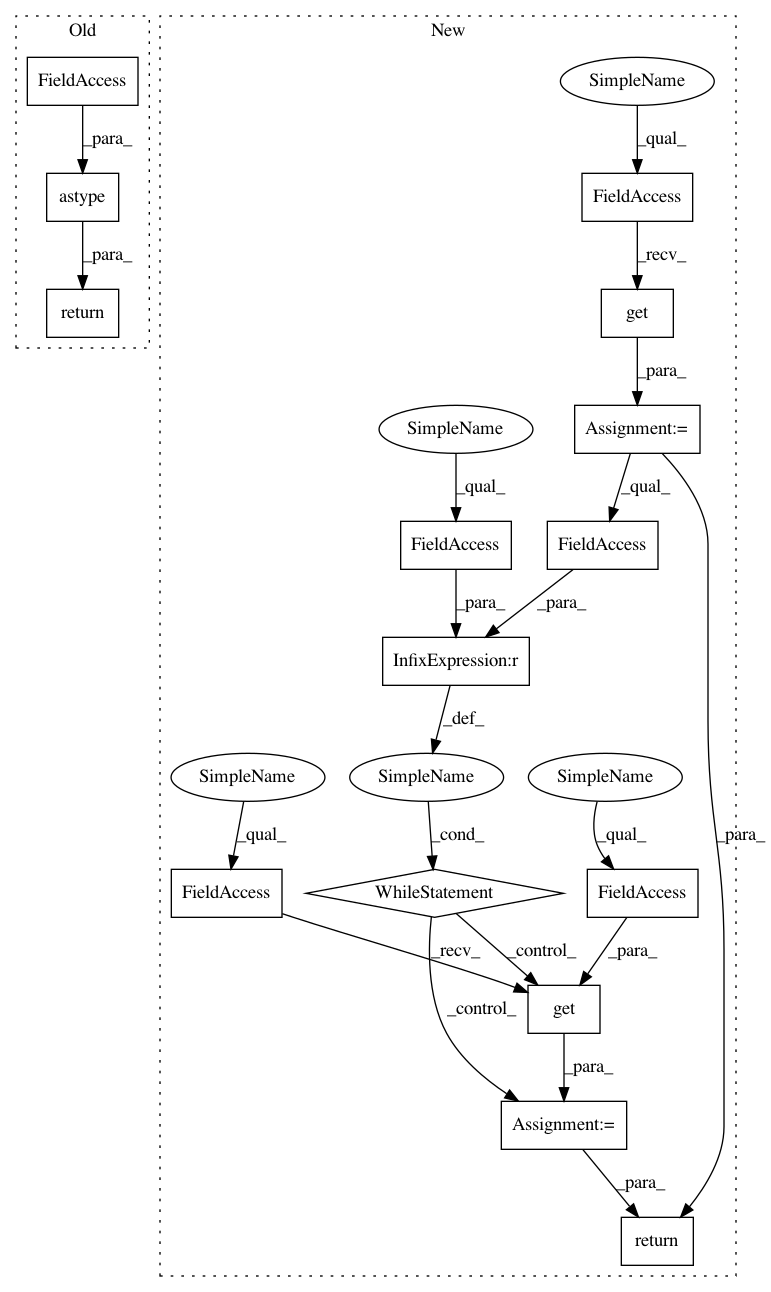 Old
New
FieldAccess
SimpleName
_para_
_qual_
astype
FieldAccess
_para_
_recv_
return
get
_para_
SimpleName
Assignment:=
_qual_
_qual_
FieldAccess
FieldAccess
_para_
_para_
InfixExpression:r
_def_
SimpleName
SimpleName
SimpleName
_qual_
_cond_
_qual_
_para_
FieldAccess
WhileStatement
FieldAccess
_recv_
_control_
_para_
_control_
get
_para_
Assignment:=
_para_
return